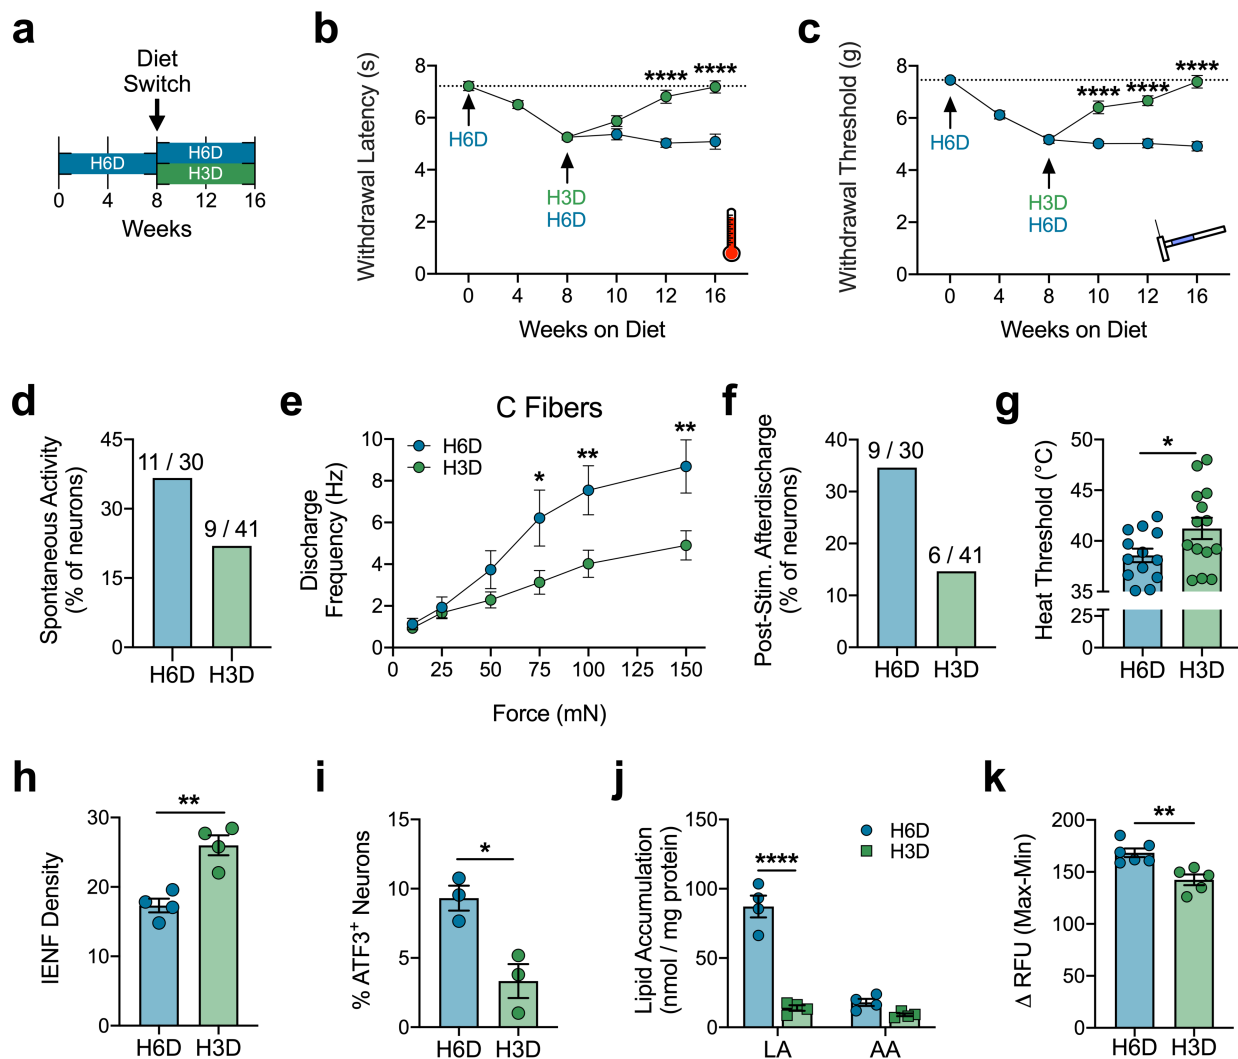 a
Diet
Switch
H6D
H6D
H3D
0 4 8 12 16
Weeks
b
Withdrawal Latency (s)
8
6
4
2
0
**** ****
H6D
H3D
H6D
0 4 8 10 12 16
Weeks on Diet
c
Withdrawal Threshold (g)
8
6
4
2
0
**** **** ****
H6D
H3D
H6D
0 4 8 10 12 16
Weeks on Diet
d
Spontaneous Activity
(% of neurons)
45
30
15
0
11 / 30
9 / 41
H6D H3D
e
C Fibers
H6D
H3D
Discharge
Frequency (Hz)
10
8
6
4
2
0
* ** **
0 25 50 75 100 125 150
Force (mN)
f
Post-Stim. Afterdischarge
(% of neurons)
40
30
20
10
0
9 / 30
6 / 41
H6D H3D
g
Heat Threshold (°C)
50
45
40
35
25
0
*
H6D H3D
h
IENF Density
30
20
10
0
**
H6D H3D
i
% ATF3⁺ Neurons
15
10
5
0
*
H6D H3D
j
Lipid Accumulation
(nmol / mg protein)
150
100
50
0
****
H6D
H3D
LA AA
k
Δ RFU (Max-Min)
200
150
100
50
0
**
H6D H3D